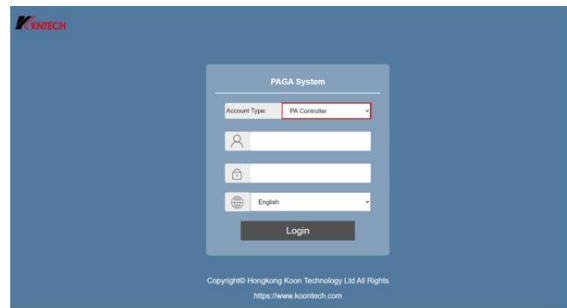 KNTECH
PAGA System
Account Type: PA Controller
English
Login
Copyright© Hongkong Koon Technology Ltd All Rights
https://www.koontech.com